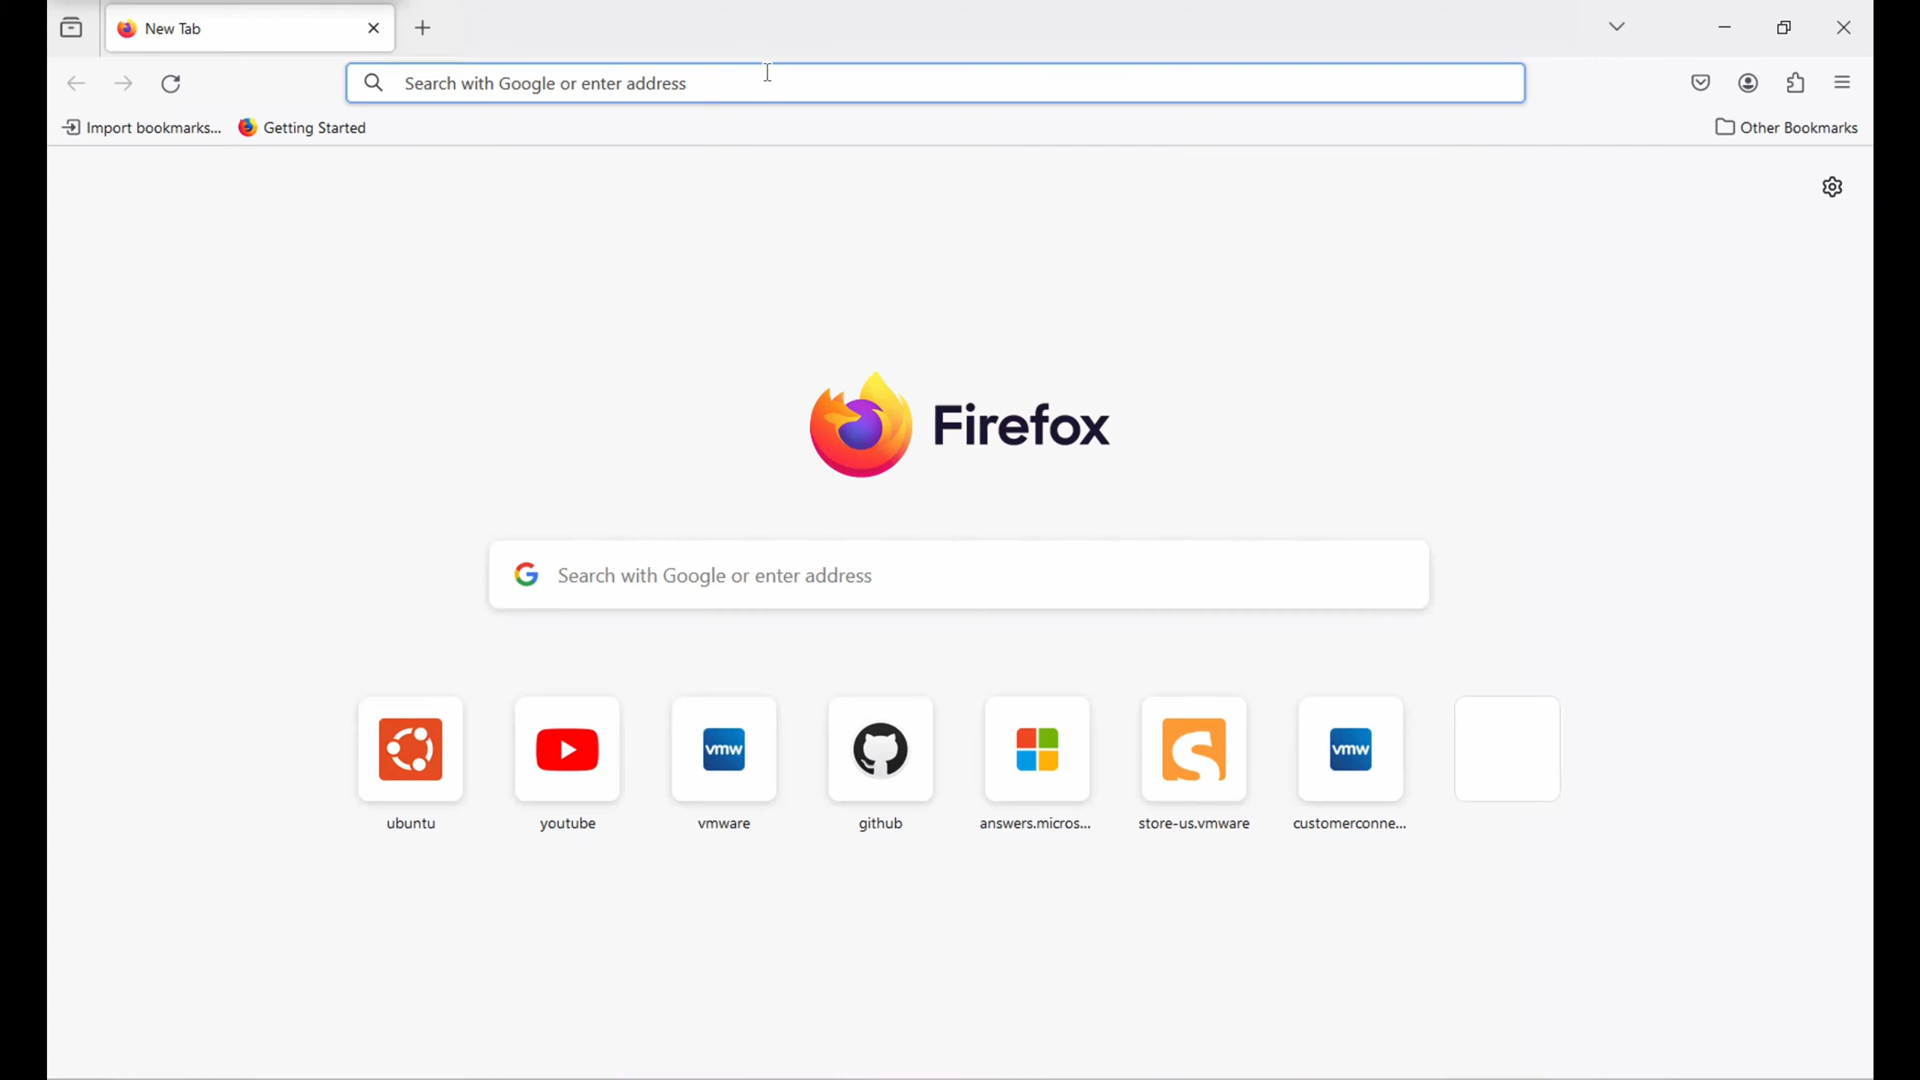 New Tab
Search with Google or enter address
Import bookmarks... Getting Started Other Bookmarks
Firefox
Search with Google or enter address
vmw vmw
ubuntu youtube vmware github answers.micros... store-us.vmware customerconne...